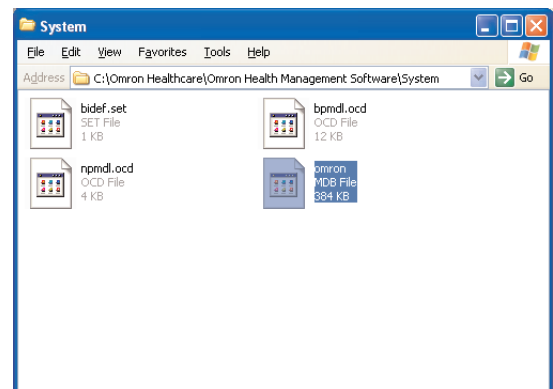 System
File Edit View Favorites Tools Help
Address C:\Omron Healthcare\Omron Health Management Software\System Go
bidef.set
SET File
1 KB
bpmdl.ocd
OCD File
12 KB
npmdl.ocd
OCD File
4 KB
omron
MDB File
384 KB